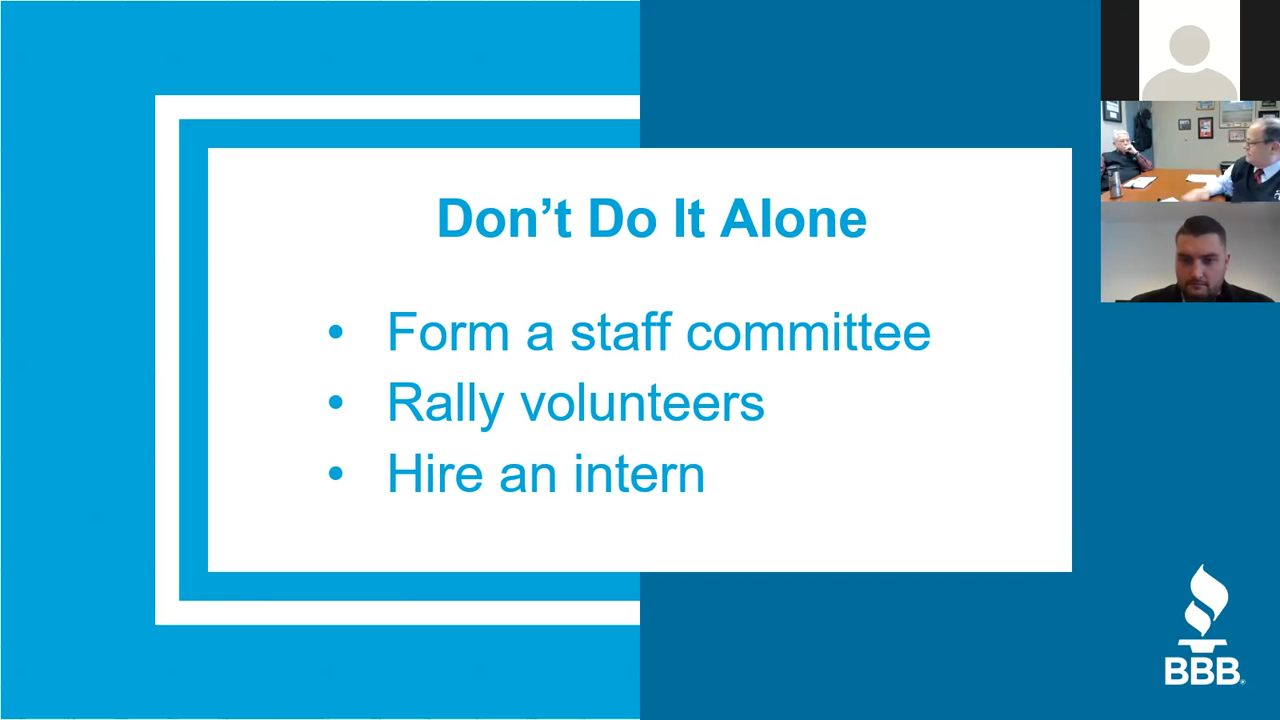 Don’t Do It Alone
• Form a staff committee
• Rally volunteers
• Hire an intern
BBB